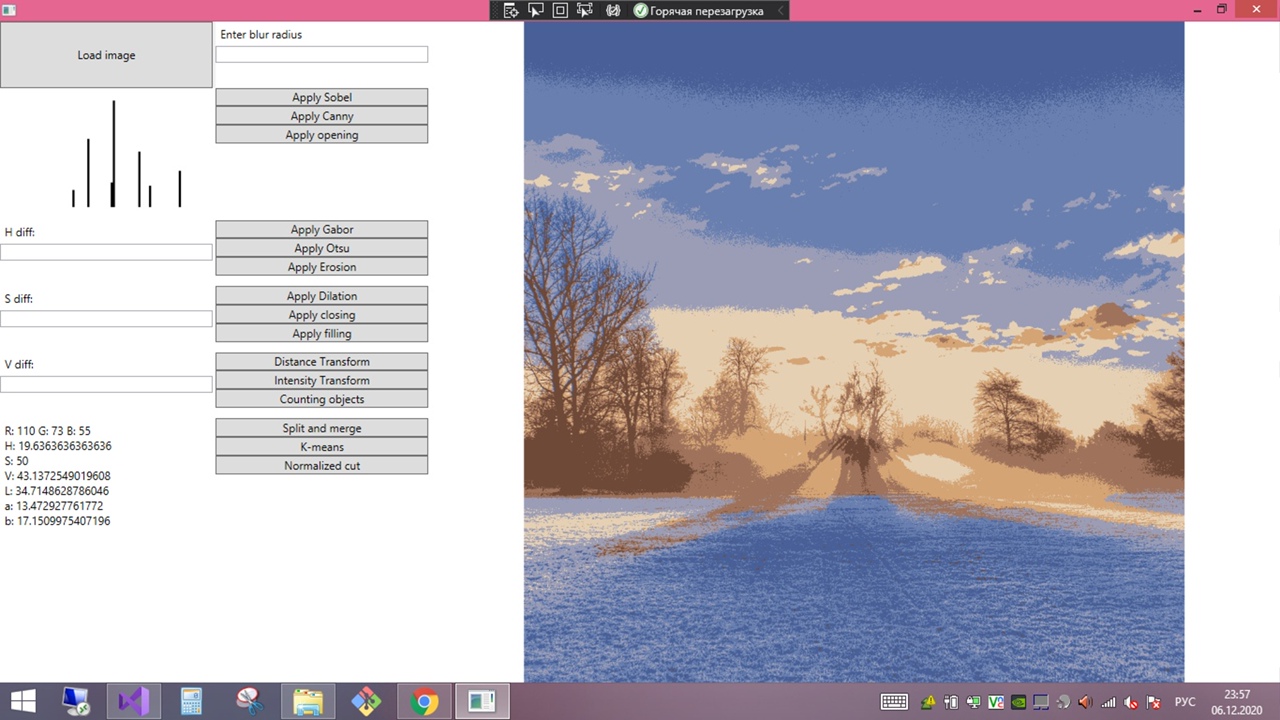 Горячая перезагрузка
Load image
Enter blur radius
Apply Sobel
Apply Canny
Apply opening
H diff:
Apply Gabor
Apply Otsu
Apply Erosion
S diff:
Apply Dilation
Apply closing
Apply filling
V diff:
Distance Transform
Intensity Transform
Counting objects
R: 110 G: 73 B: 55
H: 19.6363636363636
S: 50
V: 43.1372549019608
L: 34.7148628786046
a: 13.472927761772
b: 17.1509975407196
Split and merge
K-means
Normalized cut
РУС
23:57
06.12.2020